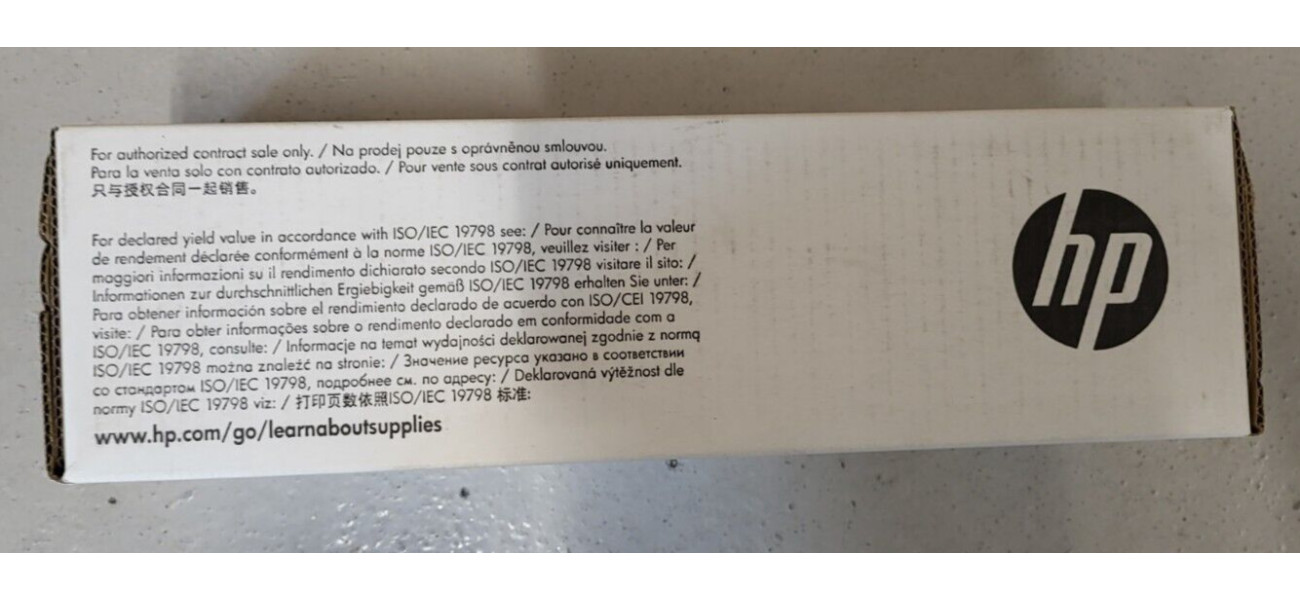 For authorized contract sale only. / Na prodej pouze s oprávněnou smlouvou.
Para la venta solo con contrato autorizado. / Pour vente sous contrat autorisé uniquement.
只与授权合同一起销售。
For declared yield value in accordance with ISO/IEC 19798 see: / Pour connaître la valeur
de rendement déclarée conformément à la norme ISO/IEC 19798, veuillez visiter : / Per
maggiori informazioni su il rendimento dichiarato secondo ISO/IEC 19798 visitare il sito: /
Informationen zur durchschnittlichen Ergiebigkeit gemäß ISO/IEC 19798 erhalten Sie unter: /
Para obtener información sobre el rendimiento declarado de acuerdo con ISO/CEI 19798,
visite: / Para obter informações sobre o rendimento declarado em conformidade com a
ISO/IEC 19798, consulte: / Informacje na temat wydajności deklarowanej zgodnie z normą
ISO/IEC 19798 można znaleźć na stronie: / Значение ресурса указано в соответствии
со стандартом ISO/IEC 19798, подробнее см. по адресу: / Deklarovaná výtěžnost dle
normy ISO/IEC 19798 viz: / 打印页数依照ISO/IEC 19798 标准:
www.hp.com/go/learnaboutsupplies
hp